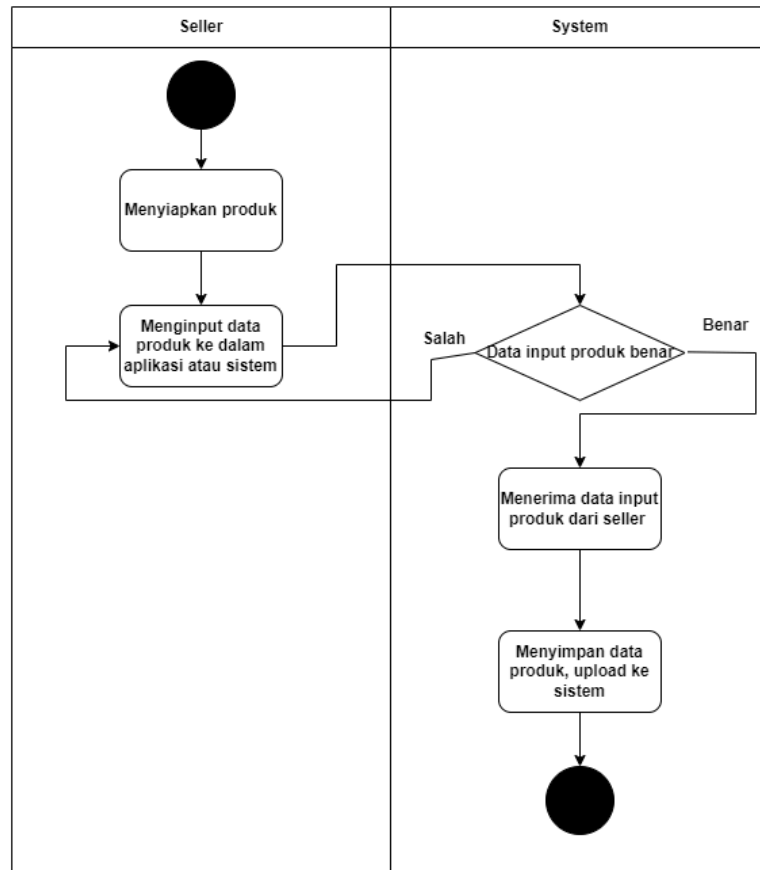 Seller
System
Menyiapkan produk
Menginput data
produk ke dalam
aplikasi atau sistem
Salah
Data input produk benar
Benar
Menerima data input
produk dari seller
Menyimpan data
produk, upload ke
sistem